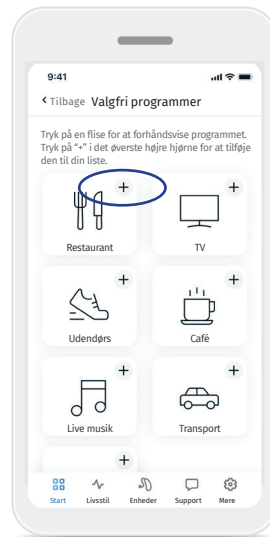 9:41
Tilbage Valgfri programmer
Tryk på en flise for at forhåndsvise programmet.
Tryk på “+” i det øverste højre hjørne for at tilføje
den til din liste.
+ +
Restaurant TV
+ +
Udendørs Café
+ +
Live musik Transport
+
Start Livsstil Enheder Support Mere